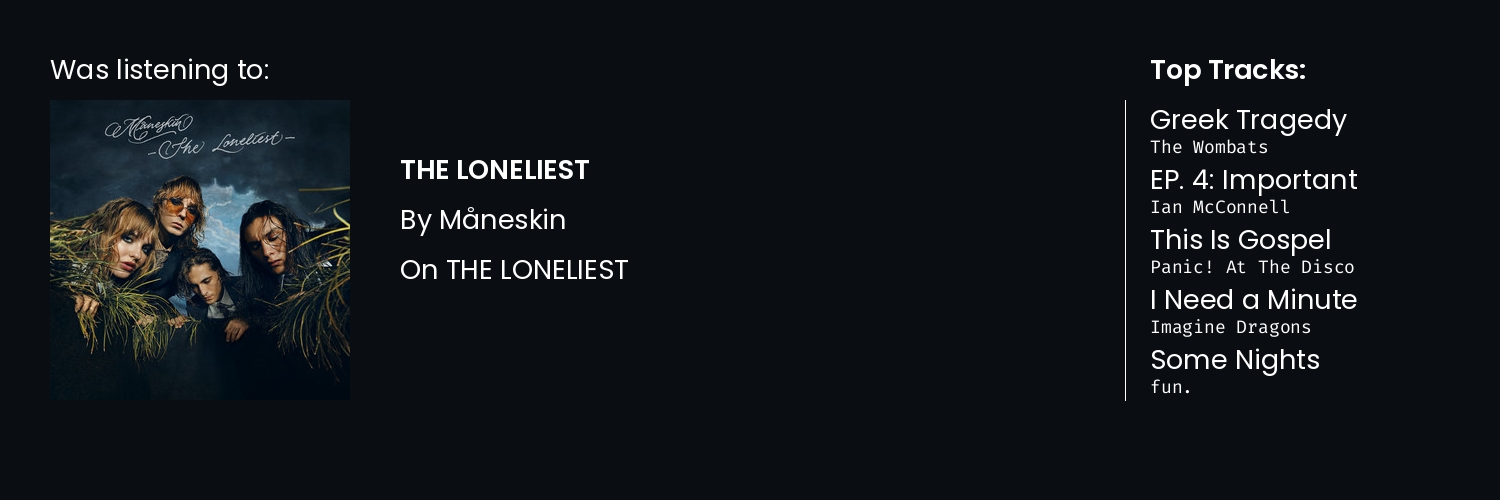 Was listening to:
Måneskin
- The Loneliest -
THE LONELIEST
By Måneskin
On THE LONELIEST
Top Tracks:
Greek Tragedy
The Wombats
EP. 4: Important
Ian McConnell
This Is Gospel
Panic! At The Disco
I Need a Minute
Imagine Dragons
Some Nights
fun.